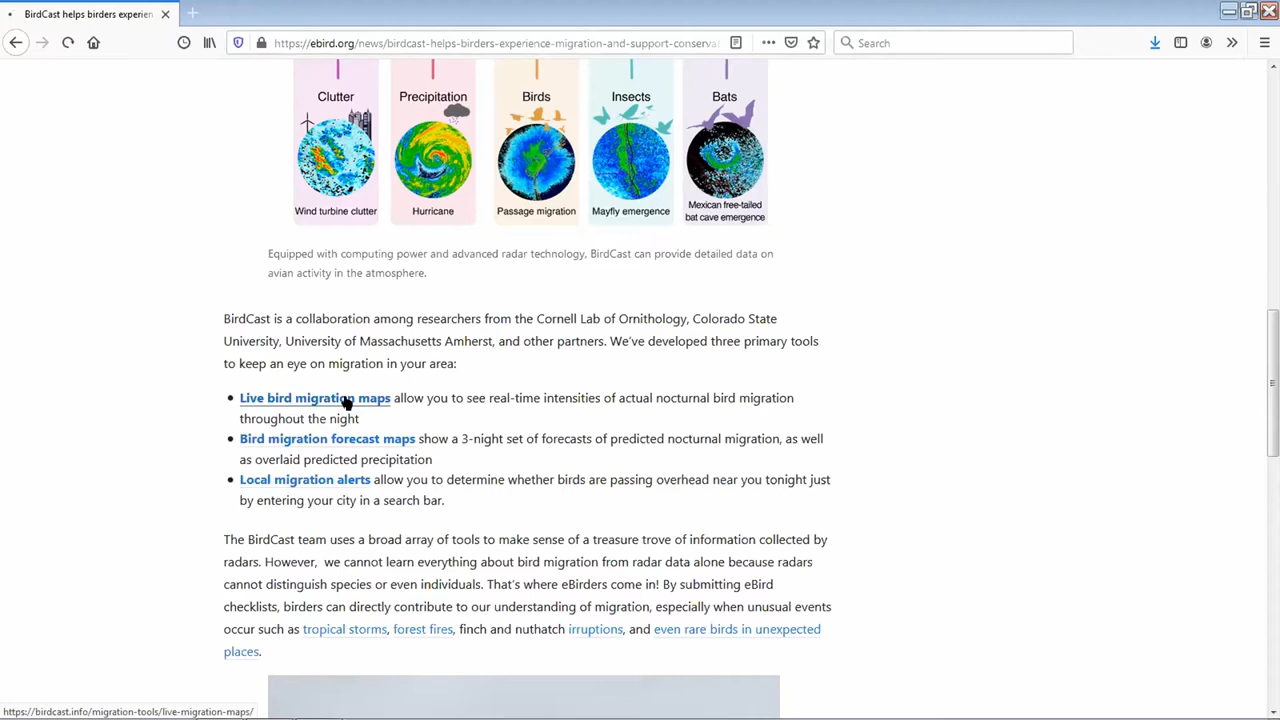 BirdCast helps birders experien
https://ebird.org/news/birdcast-helps-birders-experience-migration-and-support-conserva
Search
Clutter
Precipitation
Birds
Insects
Bats
Wind turbine clutter
Hurricane
Passage migration
Mayfly emergence
Mexican free-tailed
bat cave emergence
Equipped with computing power and advanced radar technology, BirdCast can provide detailed data on
avian activity in the atmosphere.
BirdCast is a collaboration among researchers from the Cornell Lab of Ornithology, Colorado State
University, University of Massachusetts Amherst, and other partners. We've developed three primary tools
to keep an eye on migration in your area:
• Live bird migration maps allow you to see real-time intensities of actual nocturnal bird migration
throughout the night
• Bird migration forecast maps show a 3-night set of forecasts of predicted nocturnal migration, as well
as overlaid predicted precipitation
• Local migration alerts allow you to determine whether birds are passing overhead near you tonight just
by entering your city in a search bar.
The BirdCast team uses a broad array of tools to make sense of a treasure trove of information collected by
radars. However,  we cannot learn everything about bird migration from radar data alone because radars
cannot distinguish species or even individuals. That's where eBirders come in! By submitting eBird
checklists, birders can directly contribute to our understanding of migration, especially when unusual events
occur such as tropical storms, forest fires, finch and nuthatch irruptions, and even rare birds in unexpected
places.
https://birdcast.info/migration-tools/live-migration-maps/